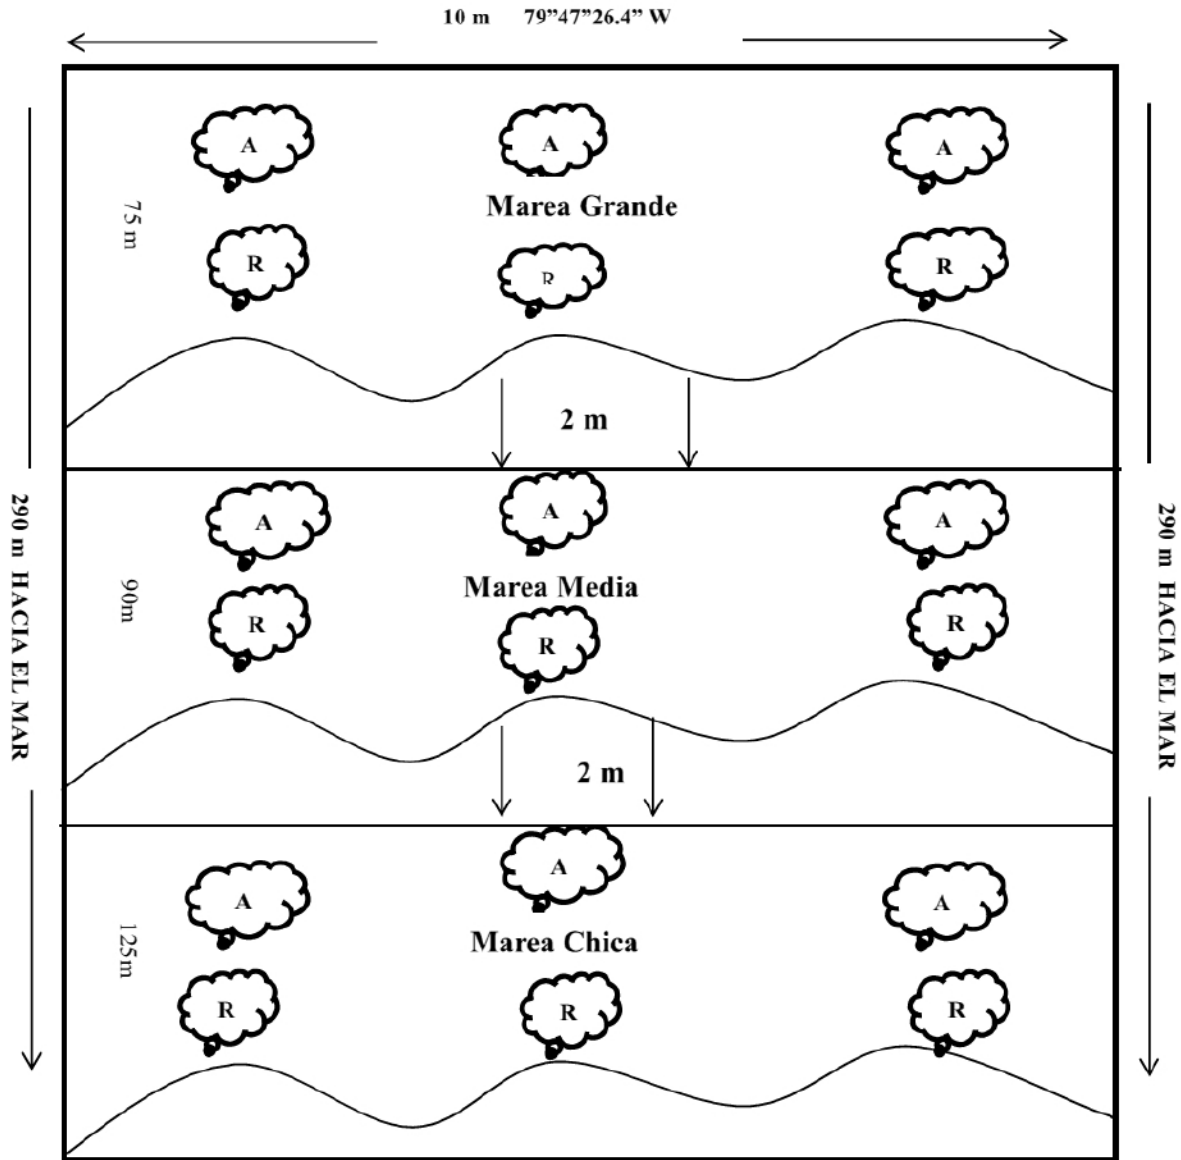 10 m 79”47”26.4” W
A A A
75 m
Marea Grande
R R R
2 m
290 m HACIA EL MAR
290 m HACIA EL MAR
A A A
90m
Marea Media
R R R
2 m
A A A
125m
Marea Chica
R R R